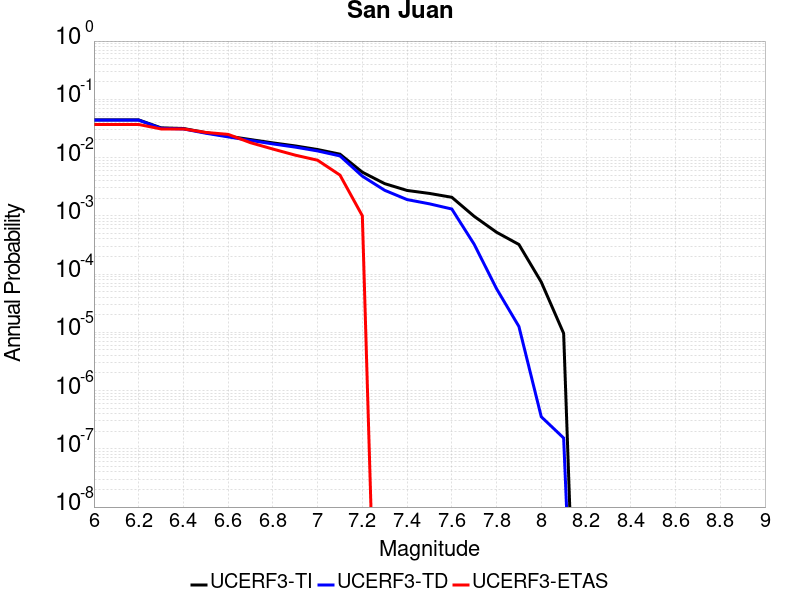 San Juan
10^0
10^-1
10^-2
10^-3
10^-4
10^-5
10^-6
10^-7
10^-8
Annual Probability
6 6.2 6.4 6.6 6.8 7 7.2 7.4 7.6 7.8 8 8.2 8.4 8.6 8.8 9
Magnitude
UCERF3-TI UCERF3-TD UCERF3-ETAS